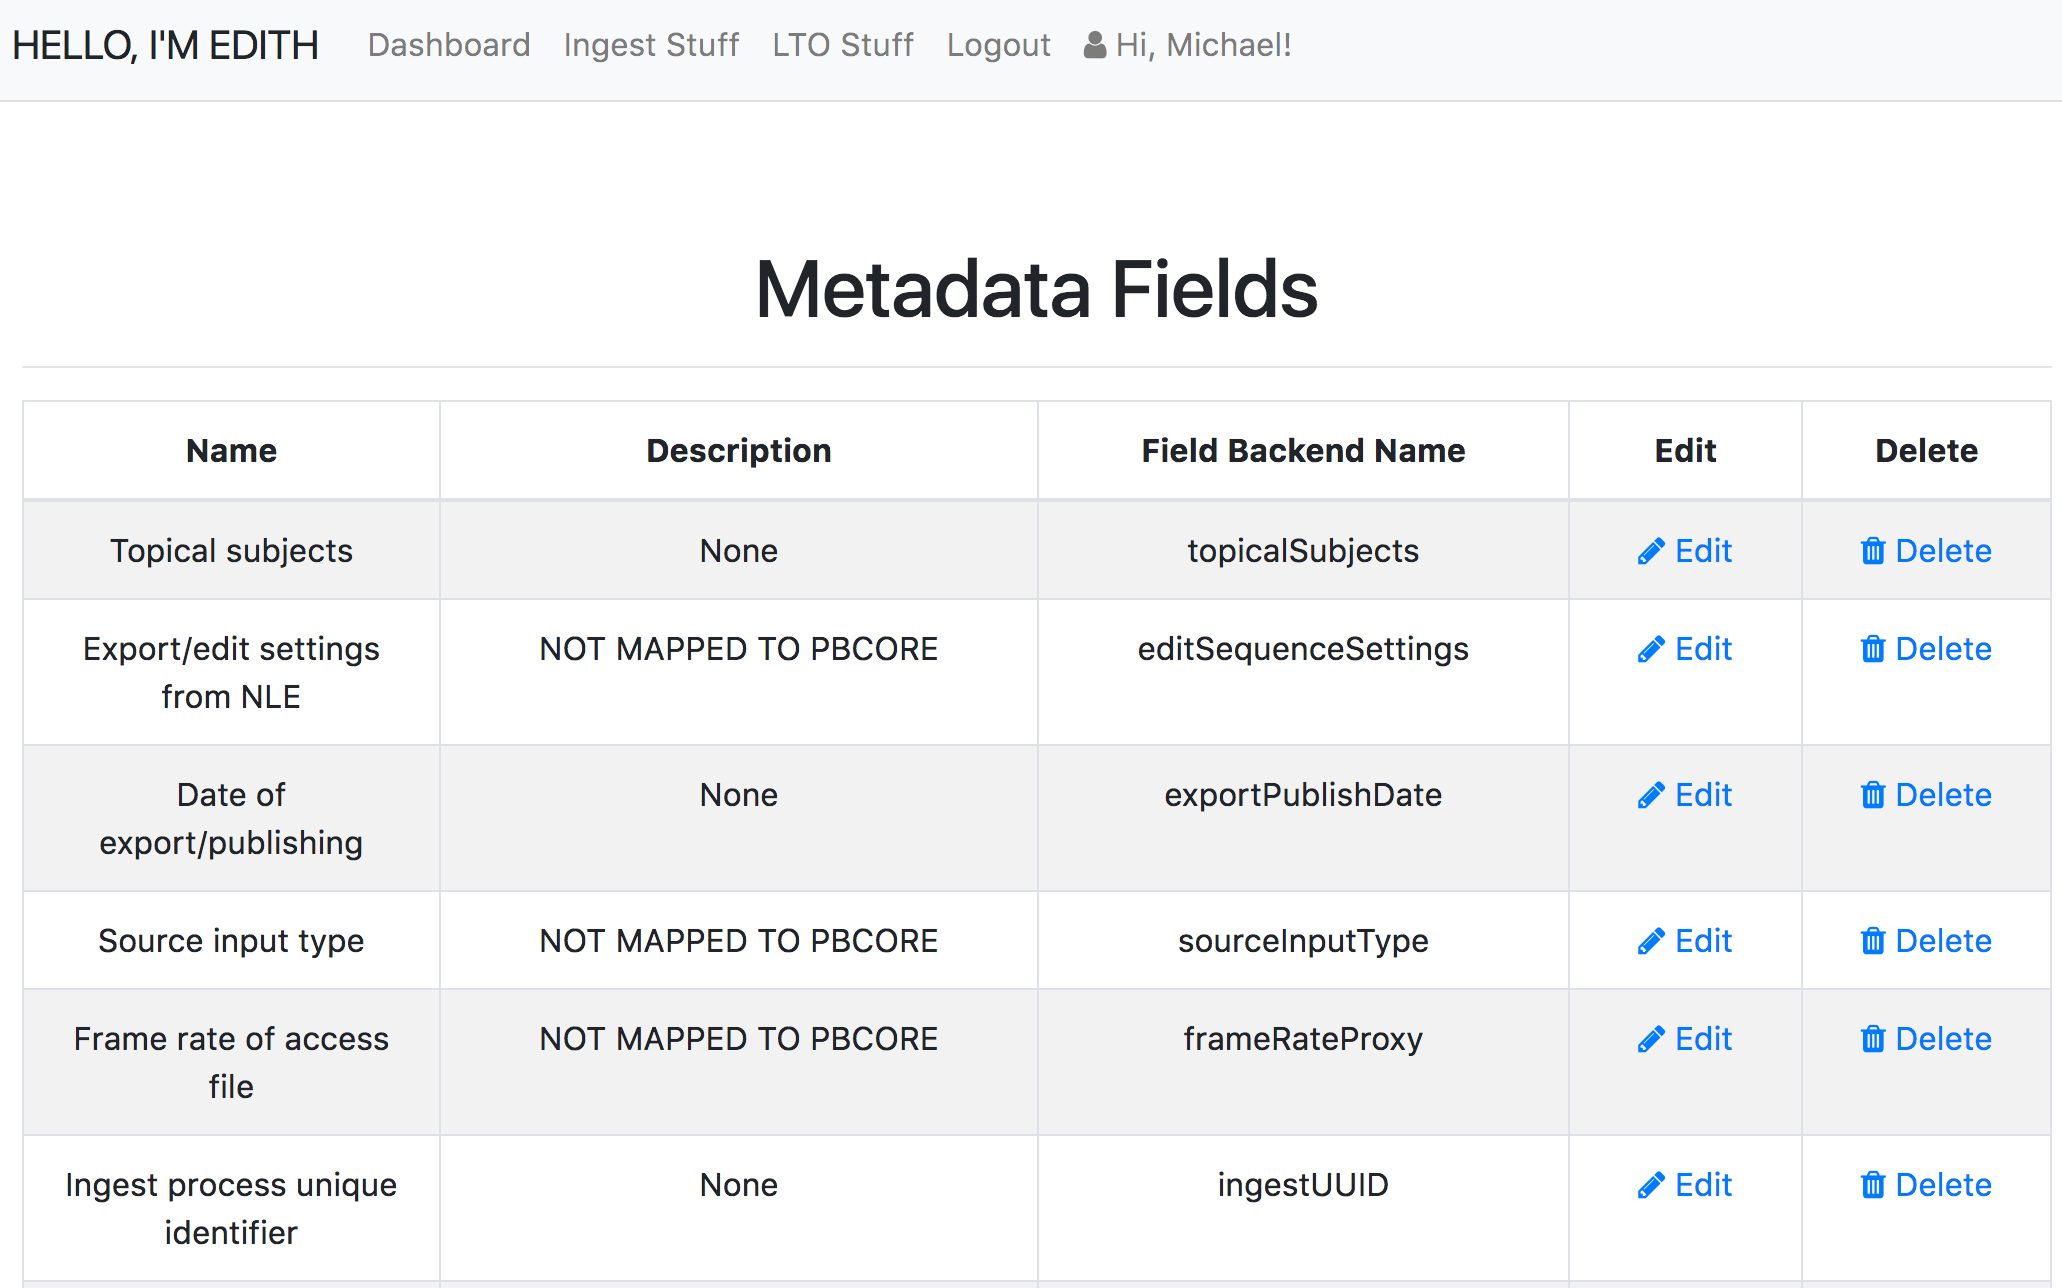 HELLO, I'M EDITH Dashboard Ingest Stuff LTO Stuff Logout Hi, Michael!
Metadata Fields
Name Description Field Backend Name Edit Delete
Topical subjects None topicalSubjects Edit Delete
Export/edit settings NOT MAPPED TO PBCORE editSequenceSettings Edit Delete
from NLE
Date of None exportPublishDate Edit Delete
export/publishing
Source input type NOT MAPPED TO PBCORE sourceInputType Edit Delete
Frame rate of access NOT MAPPED TO PBCORE frameRateProxy Edit Delete
file
Ingest process unique None ingestUUID Edit Delete
identifier